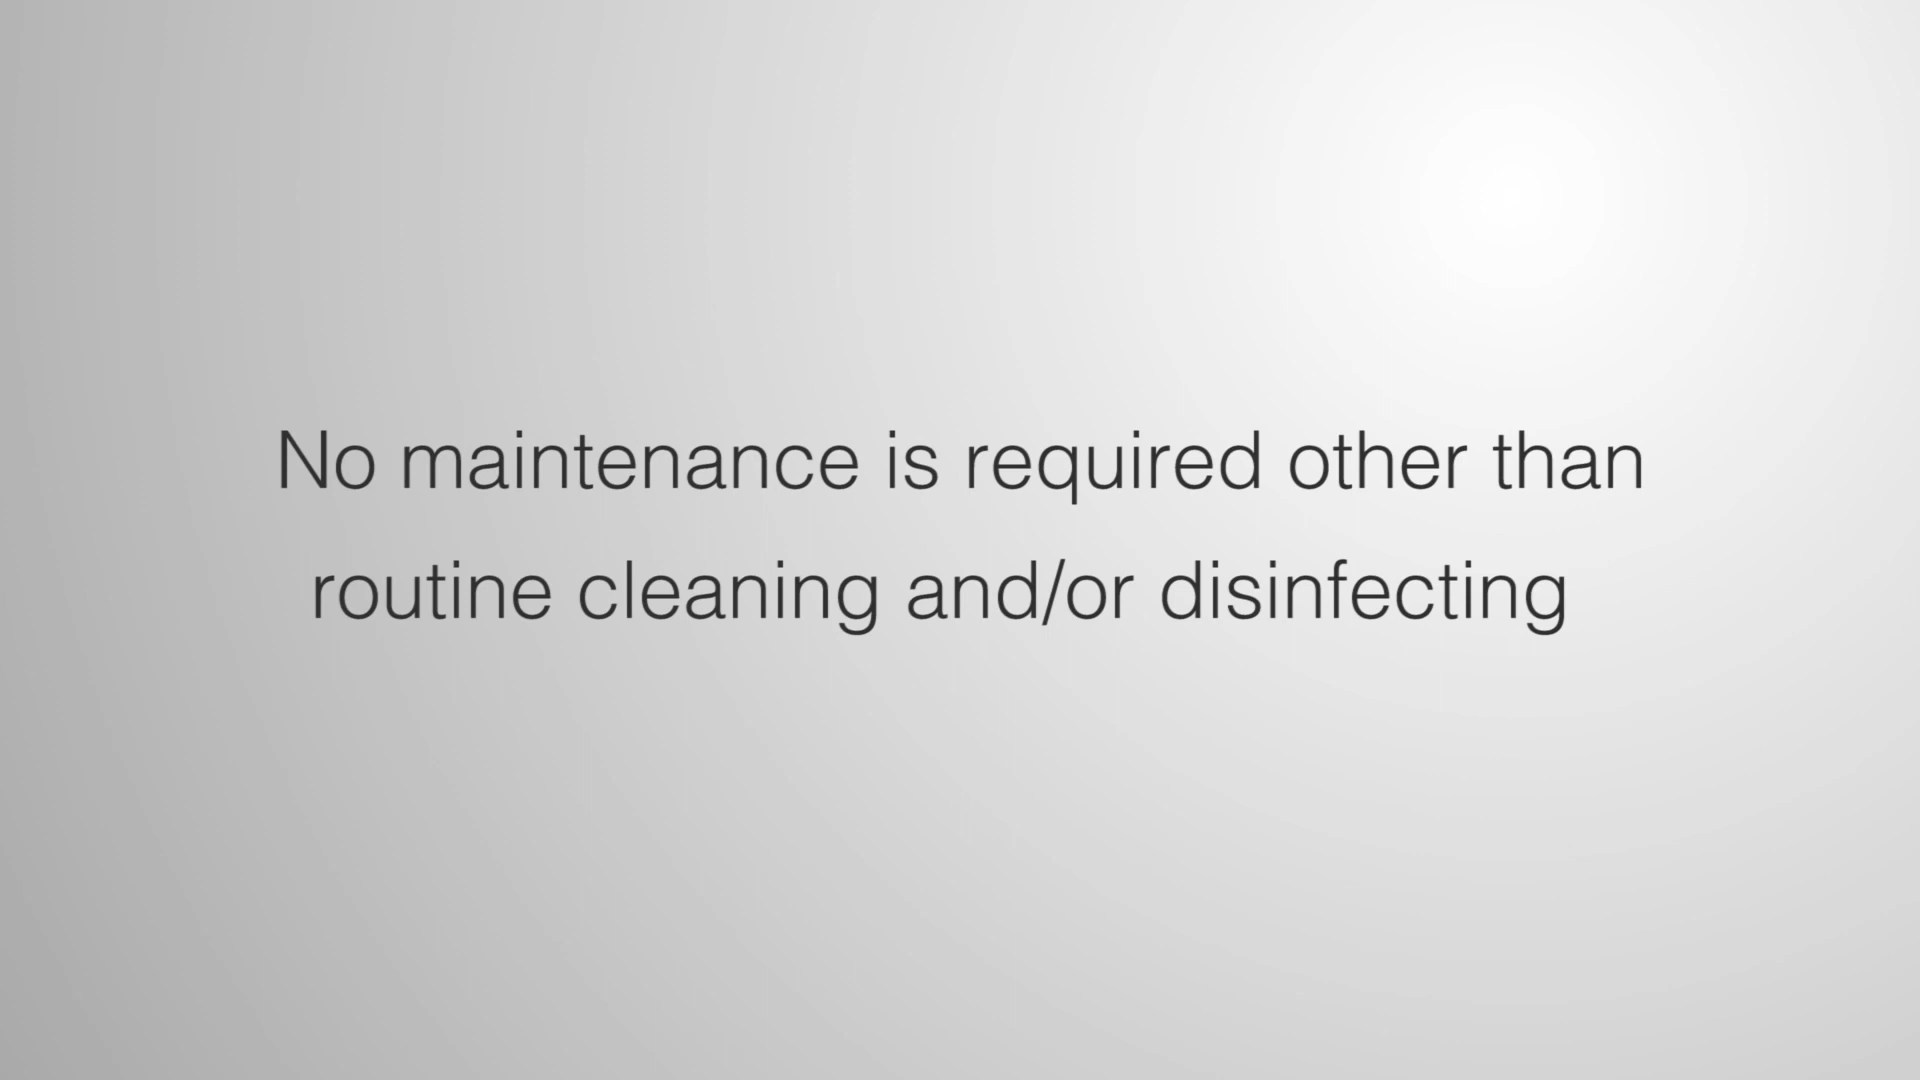 No maintenance is required other than
routine cleaning and/or disinfecting